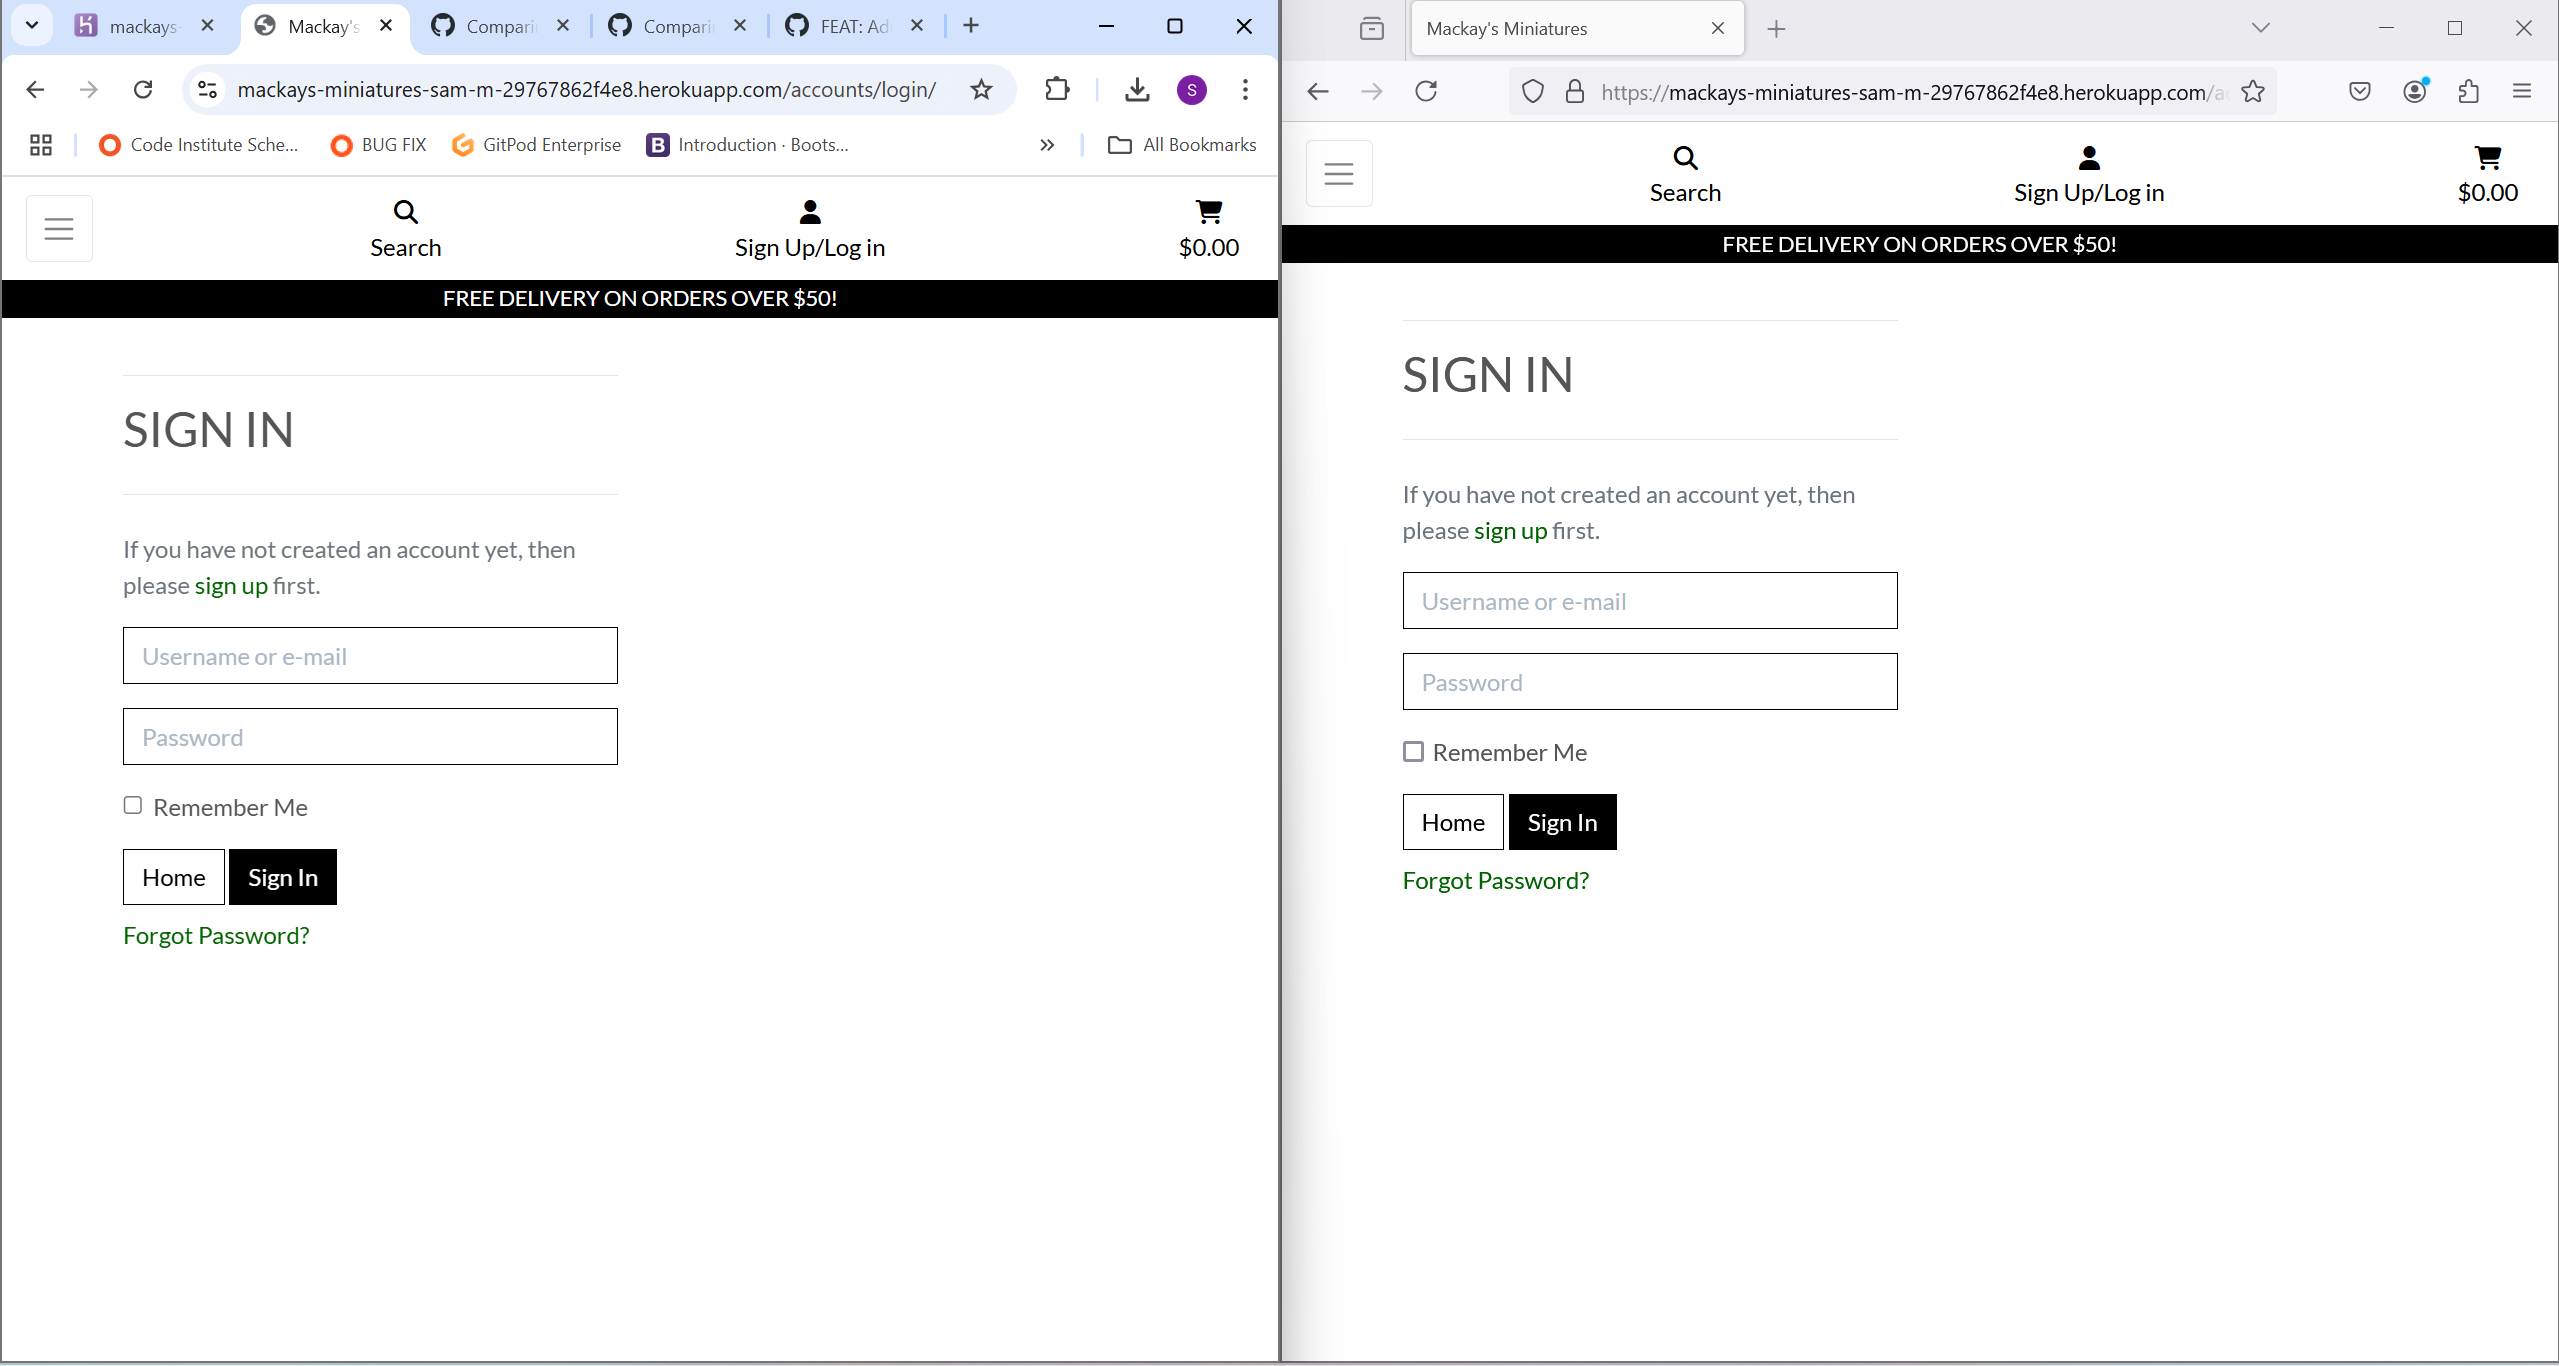 mackays-
Mackay's
Compari
Compari
FEAT: Ad
mackays-miniatures-sam-m-29767862f4e8.herokuapp.com/accounts/login/
S
Code Institute Sche...
BUG FIX
GitPod Enterprise
B
Introduction · Boots...
»
All Bookmarks
Search
Sign Up/Log in
$0.00
FREE DELIVERY ON ORDERS OVER $50!
SIGN IN
If you have not created an account yet, then
please sign up first.
Username or e-mail
Password
Remember Me
Home
Sign In
Forgot Password?
Mackay's Miniatures
https://mackays-miniatures-sam-m-29767862f4e8.herokuapp.com/a
Search
Sign Up/Log in
$0.00
FREE DELIVERY ON ORDERS OVER $50!
SIGN IN
If you have not created an account yet, then
please sign up first.
Username or e-mail
Password
Remember Me
Home
Sign In
Forgot Password?